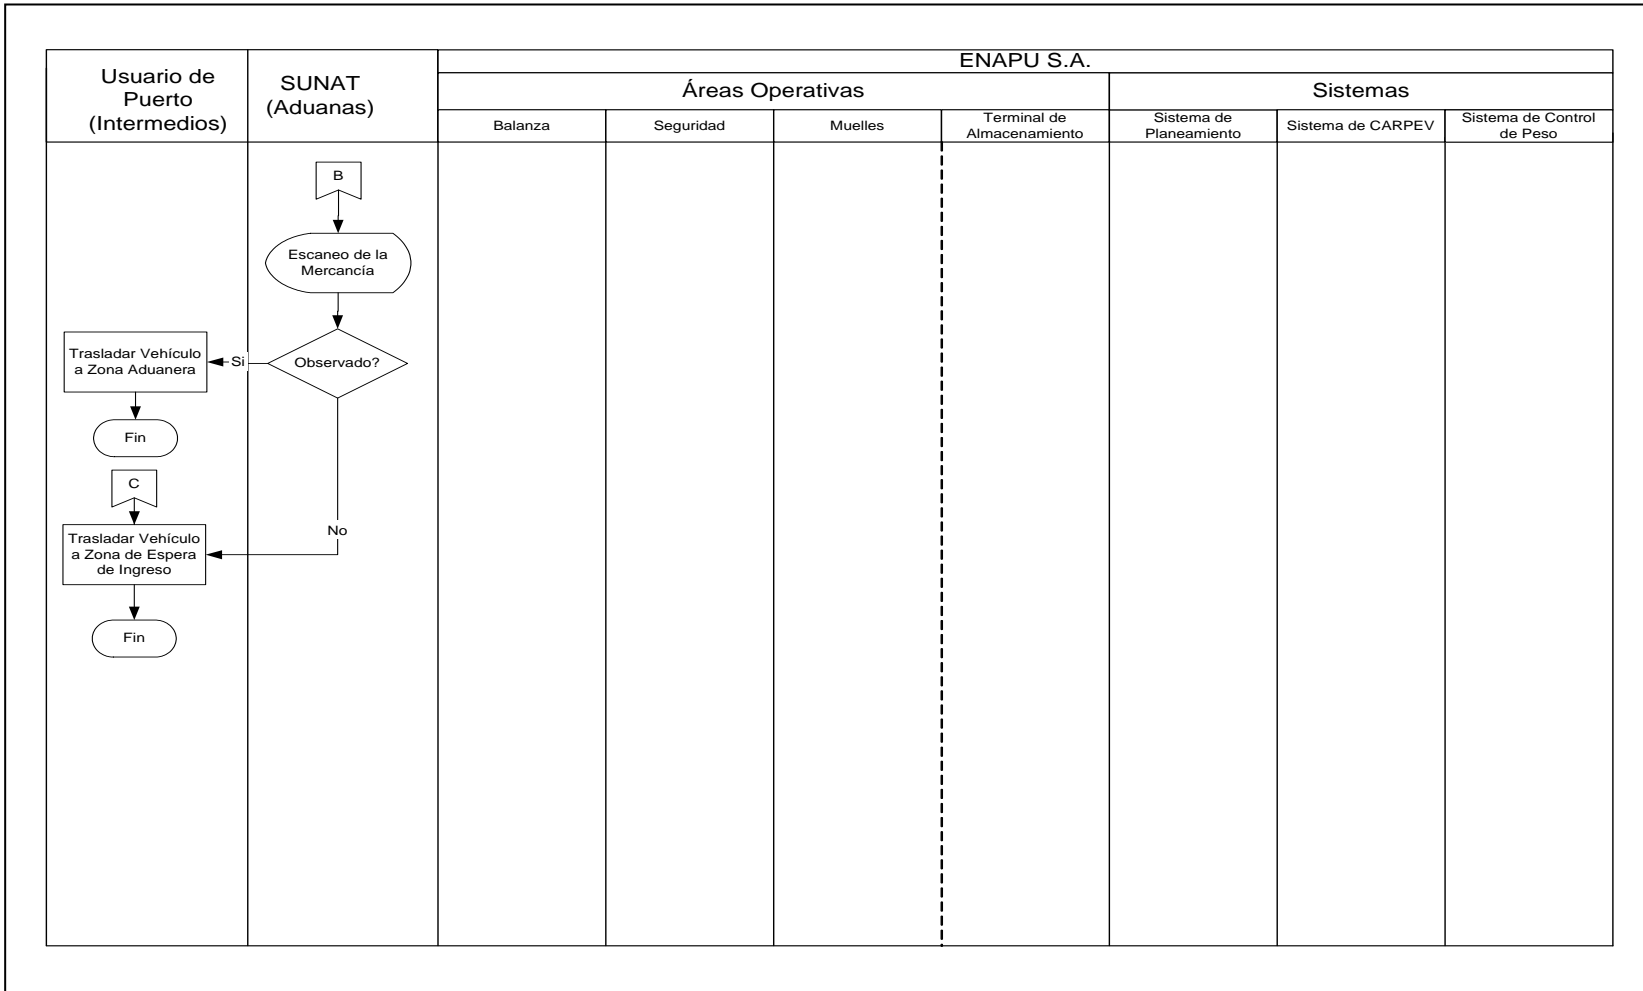 Usuario de
Puerto
(Intermedios)
SUNAT
(Aduanas)
ENAPU S.A.
Áreas Operativas
Sistemas
Balanza
Seguridad
Muelles
Terminal de
Almacenamiento
Sistema de
Planeamiento
Sistema de CARPEV
Sistema de Control
de Peso
B
Escaneo de la
Mercancía
Observado?
Si
Trasladar Vehículo
a Zona Aduanera
Fin
C
No
Trasladar Vehículo
a Zona de Espera
de Ingreso
Fin